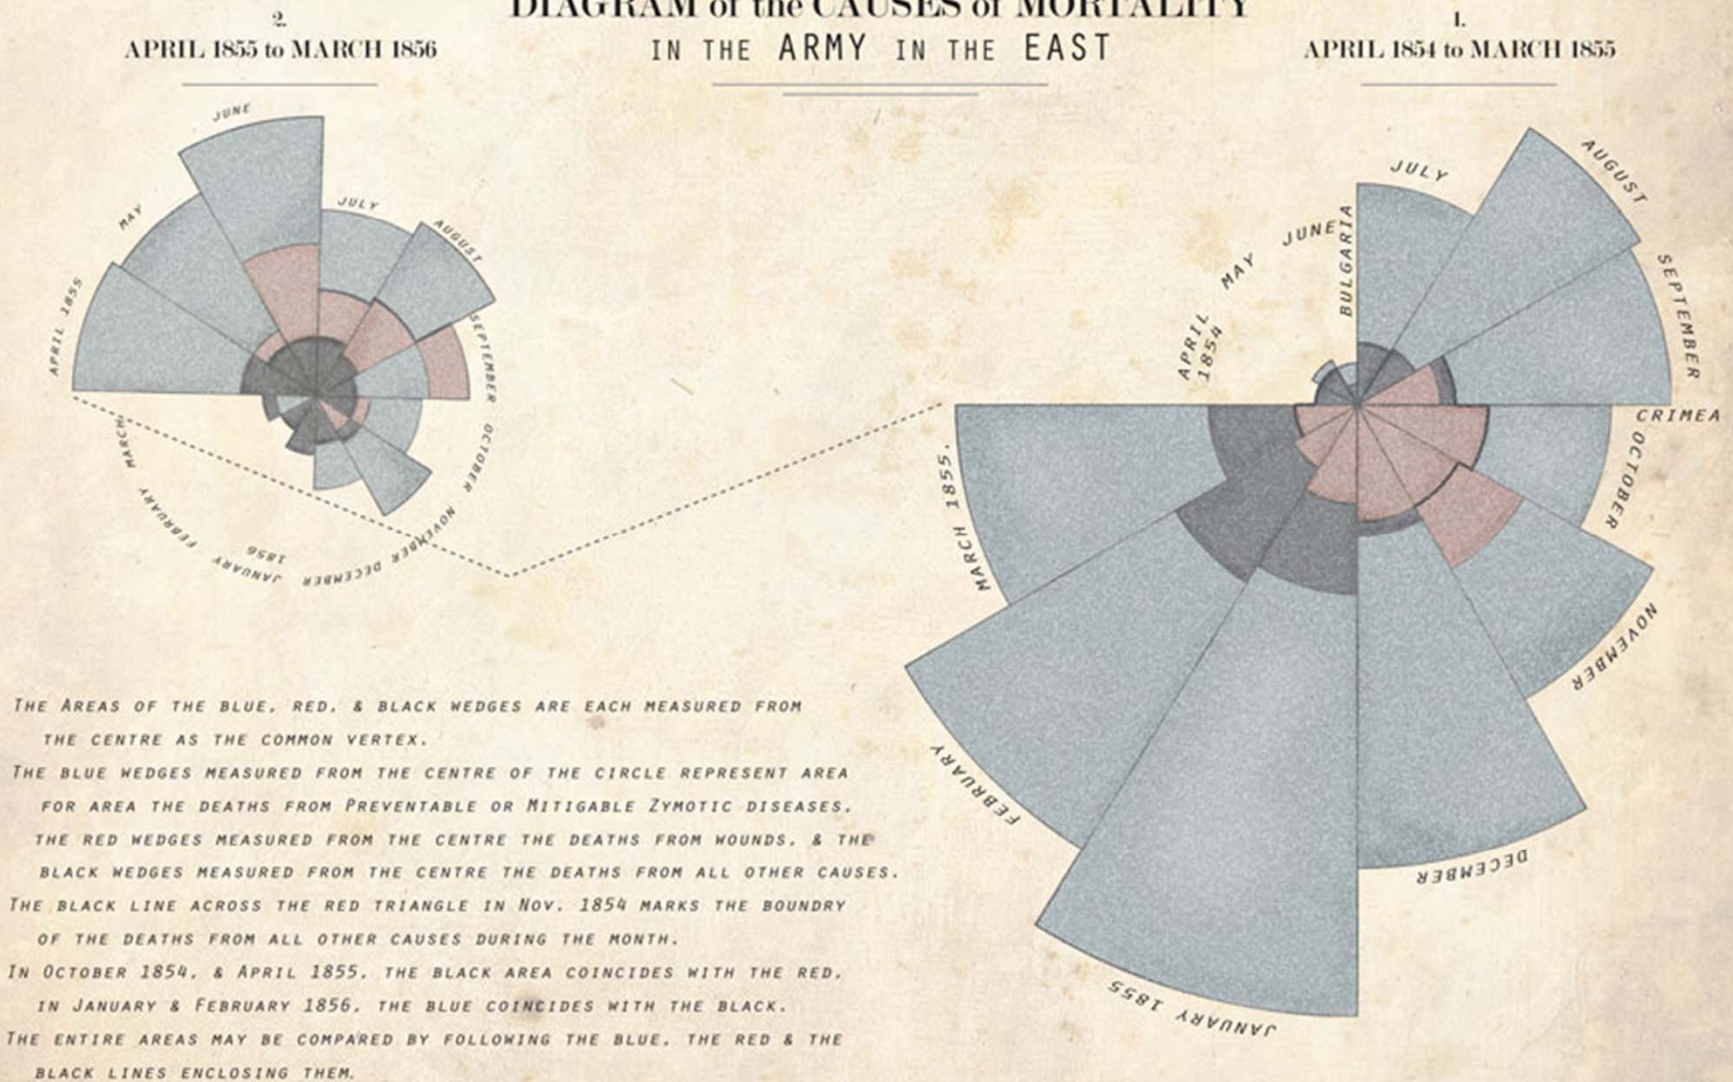 2.
APRIL 1855 to MARCH 1856
DIAGRAM of the CAUSES of MORTALITY
IN THE ARMY IN THE EAST
1.
APRIL 1854 to MARCH 1855
JUNE
MAY
JULY
AUGUST
APRIL 1855
SEPTEMBER
OCTOBER
NOVEMBER
DECEMBER
JANUARY
1856
FEBRUARY
MARCH
JULY
AUGUST
BULGARIA
JUNE
MAY
APRIL
1854
SEPTEMBER
CRIMEA
OCTOBER
NOVEMBER
DECEMBER
JANUARY 1855
FEBRUARY
MARCH 1855.
THE AREAS OF THE BLUE, RED, & BLACK WEDGES ARE EACH MEASURED FROM
THE CENTRE AS THE COMMON VERTEX.
THE BLUE WEDGES MEASURED FROM THE CENTRE OF THE CIRCLE REPRESENT AREA
FOR AREA THE DEATHS FROM PREVENTABLE OR MITIGABLE ZYMOTIC DISEASES,
THE RED WEDGES MEASURED FROM THE CENTRE THE DEATHS FROM WOUNDS, & THE
BLACK WEDGES MEASURED FROM THE CENTRE THE DEATHS FROM ALL OTHER CAUSES.
THE BLACK LINE ACROSS THE RED TRIANGLE IN NOV. 1854 MARKS THE BOUNDRY
OF THE DEATHS FROM ALL OTHER CAUSES DURING THE MONTH.
IN OCTOBER 1854, & APRIL 1855, THE BLACK AREA COINCIDES WITH THE RED,
IN JANUARY & FEBRUARY 1856, THE BLUE COINCIDES WITH THE BLACK.
THE ENTIRE AREAS MAY BE COMPARED BY FOLLOWING THE BLUE, THE RED & THE
BLACK LINES ENCLOSING THEM.